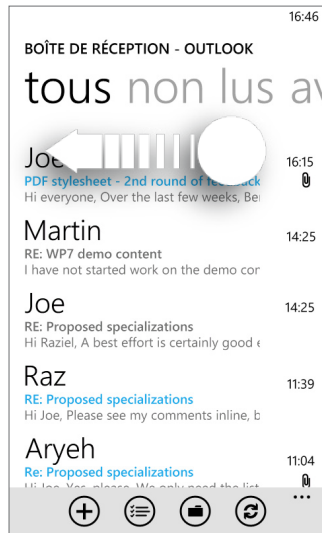 16:46
BOÎTE DE RÉCEPTION - OUTLOOK
tous non lus
Joe 16:15
PDF stylesheet - 2nd round of
Hi everyone, Over the last few weeks,
Martin 14:25
RE: WP7 demo content
I have not started work on the demo
Joe 14:25
RE: Proposed specializations
Hi Raziel, A best effort is certainly good
Raz 11:39
RE: Proposed specializations
Hi Joe, Please see my comments inline,
Aryeh 11:04
Re: Proposed specializations